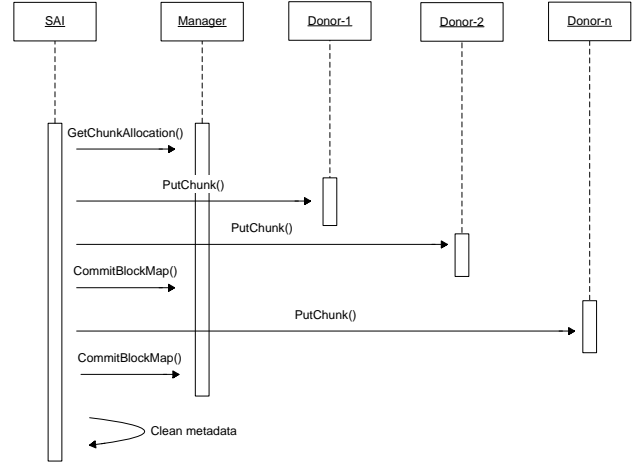 SAI
Manager
Donor-1
Donor-2
Donor-n
GetChunkAllocation()
PutChunk()
PutChunk()
CommitBlockMap()
PutChunk()
CommitBlockMap()
Clean metadata